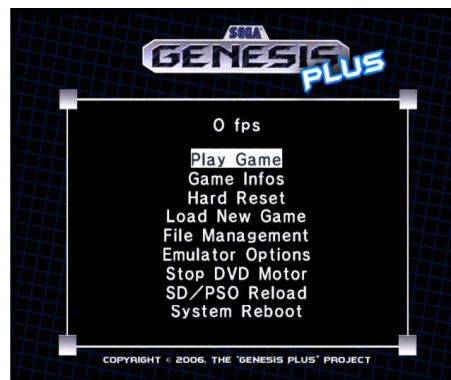 SEGA
GENESIS
PLUS
0 fps
Play Game
Game Infos
Hard Reset
Load New Game
File Management
Emulator Options
Stop DVD Motor
SD/PSO Reload
System Reboot
COPYRIGHT © 2006. THE 'GENESIS PLUS' PROJECT